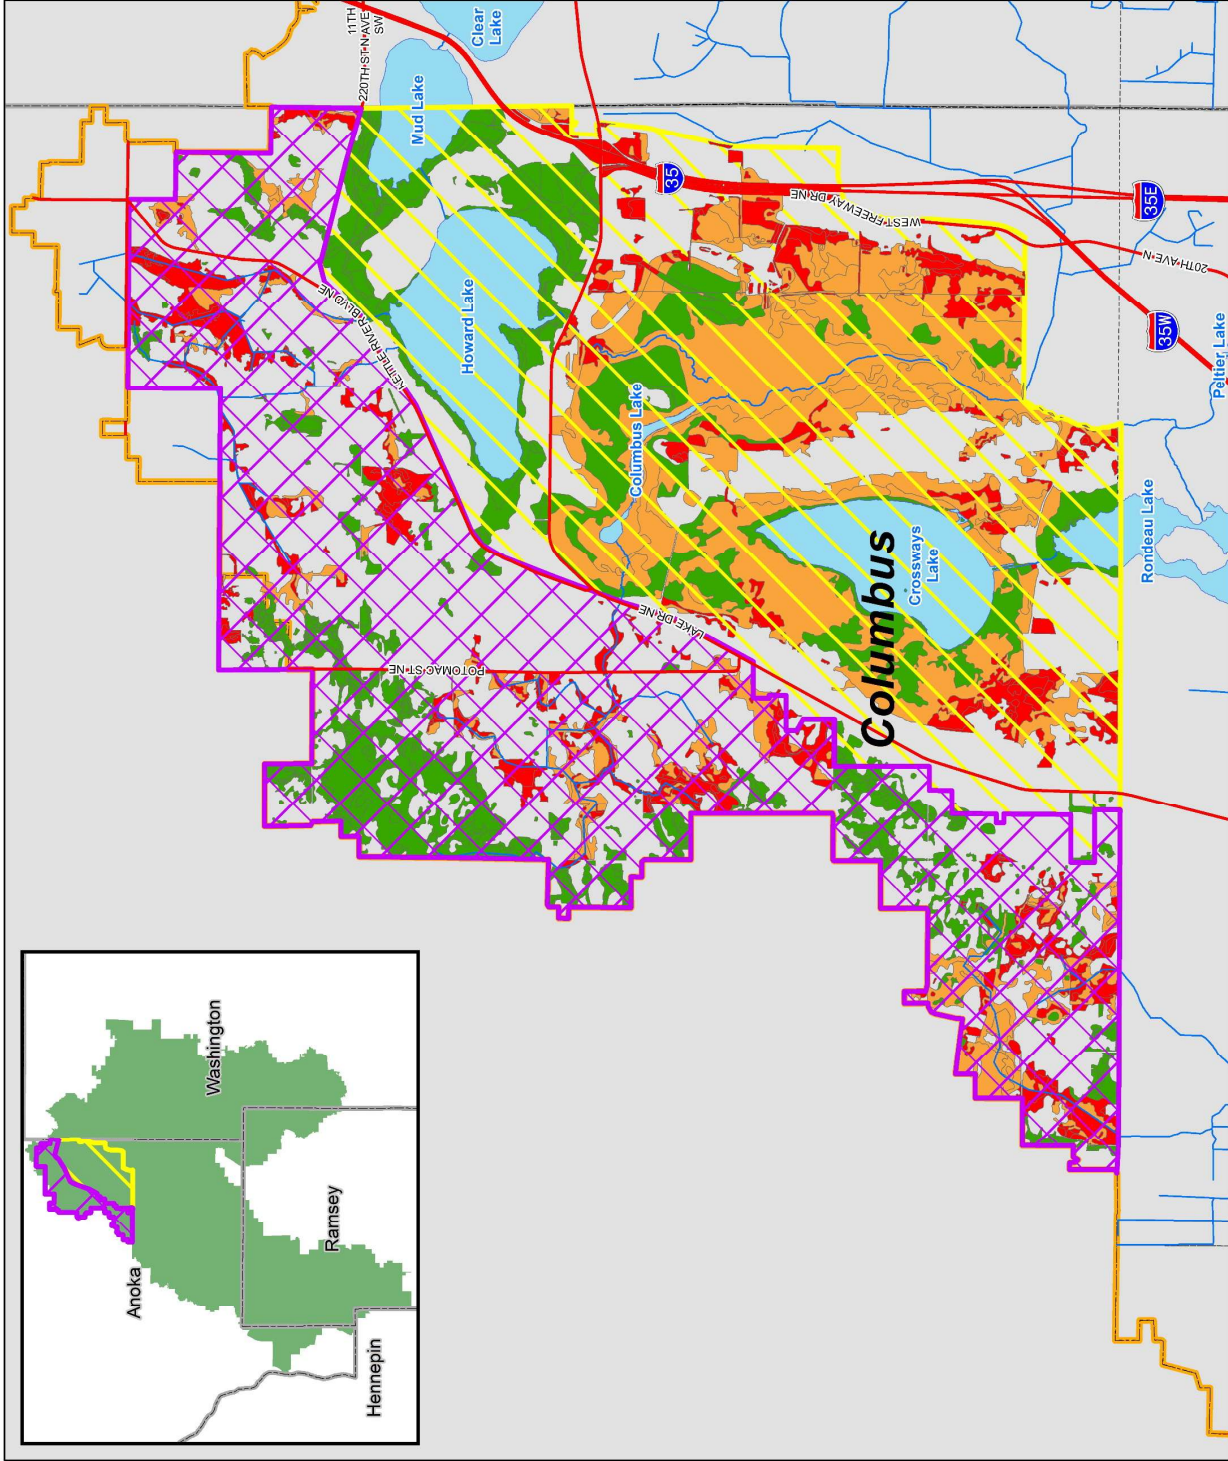 11TH
AVE
SW
220TH ST N
Clear
Lake
Mud Lake
35
Howard Lake
KETTLE RIVER BLVD NE
WEST FREEWAY DR NE
35E
20TH AVE N
35W
Peltier Lake
Columbus Lake
Columbus
Crossways
Lake
Rondeau Lake
LAKE DR NE
POTOMAC ST NE
Washington
Anoka
Ramsey
Hennepin